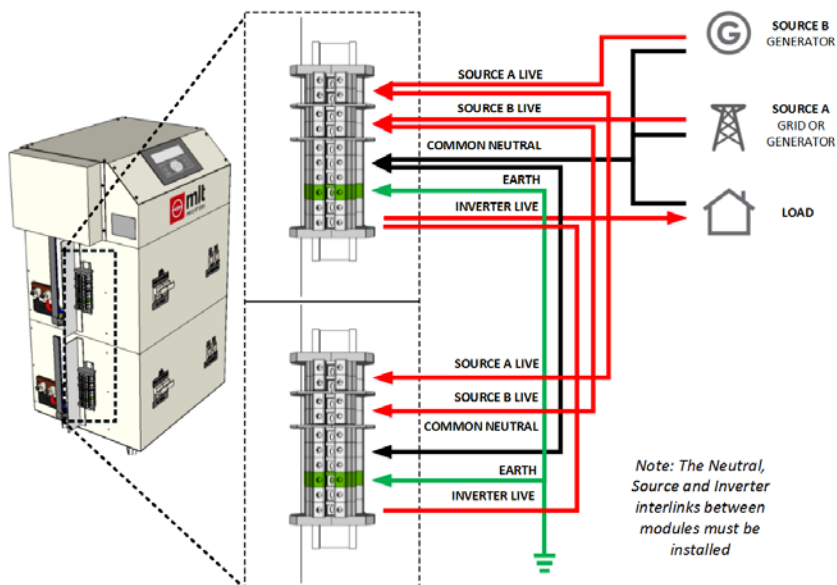 SOURCE B
GENERATOR
SOURCE A LIVE
SOURCE B LIVE
SOURCE A
GRID OR
GENERATOR
COMMON NEUTRAL
EARTH
INVERTER LIVE
LOAD
G
mlt
SOURCE A LIVE
SOURCE B LIVE
COMMON NEUTRAL
EARTH
INVERTER LIVE
Note: The Neutral,
Source and Inverter
interlinks between
modules must be
installed